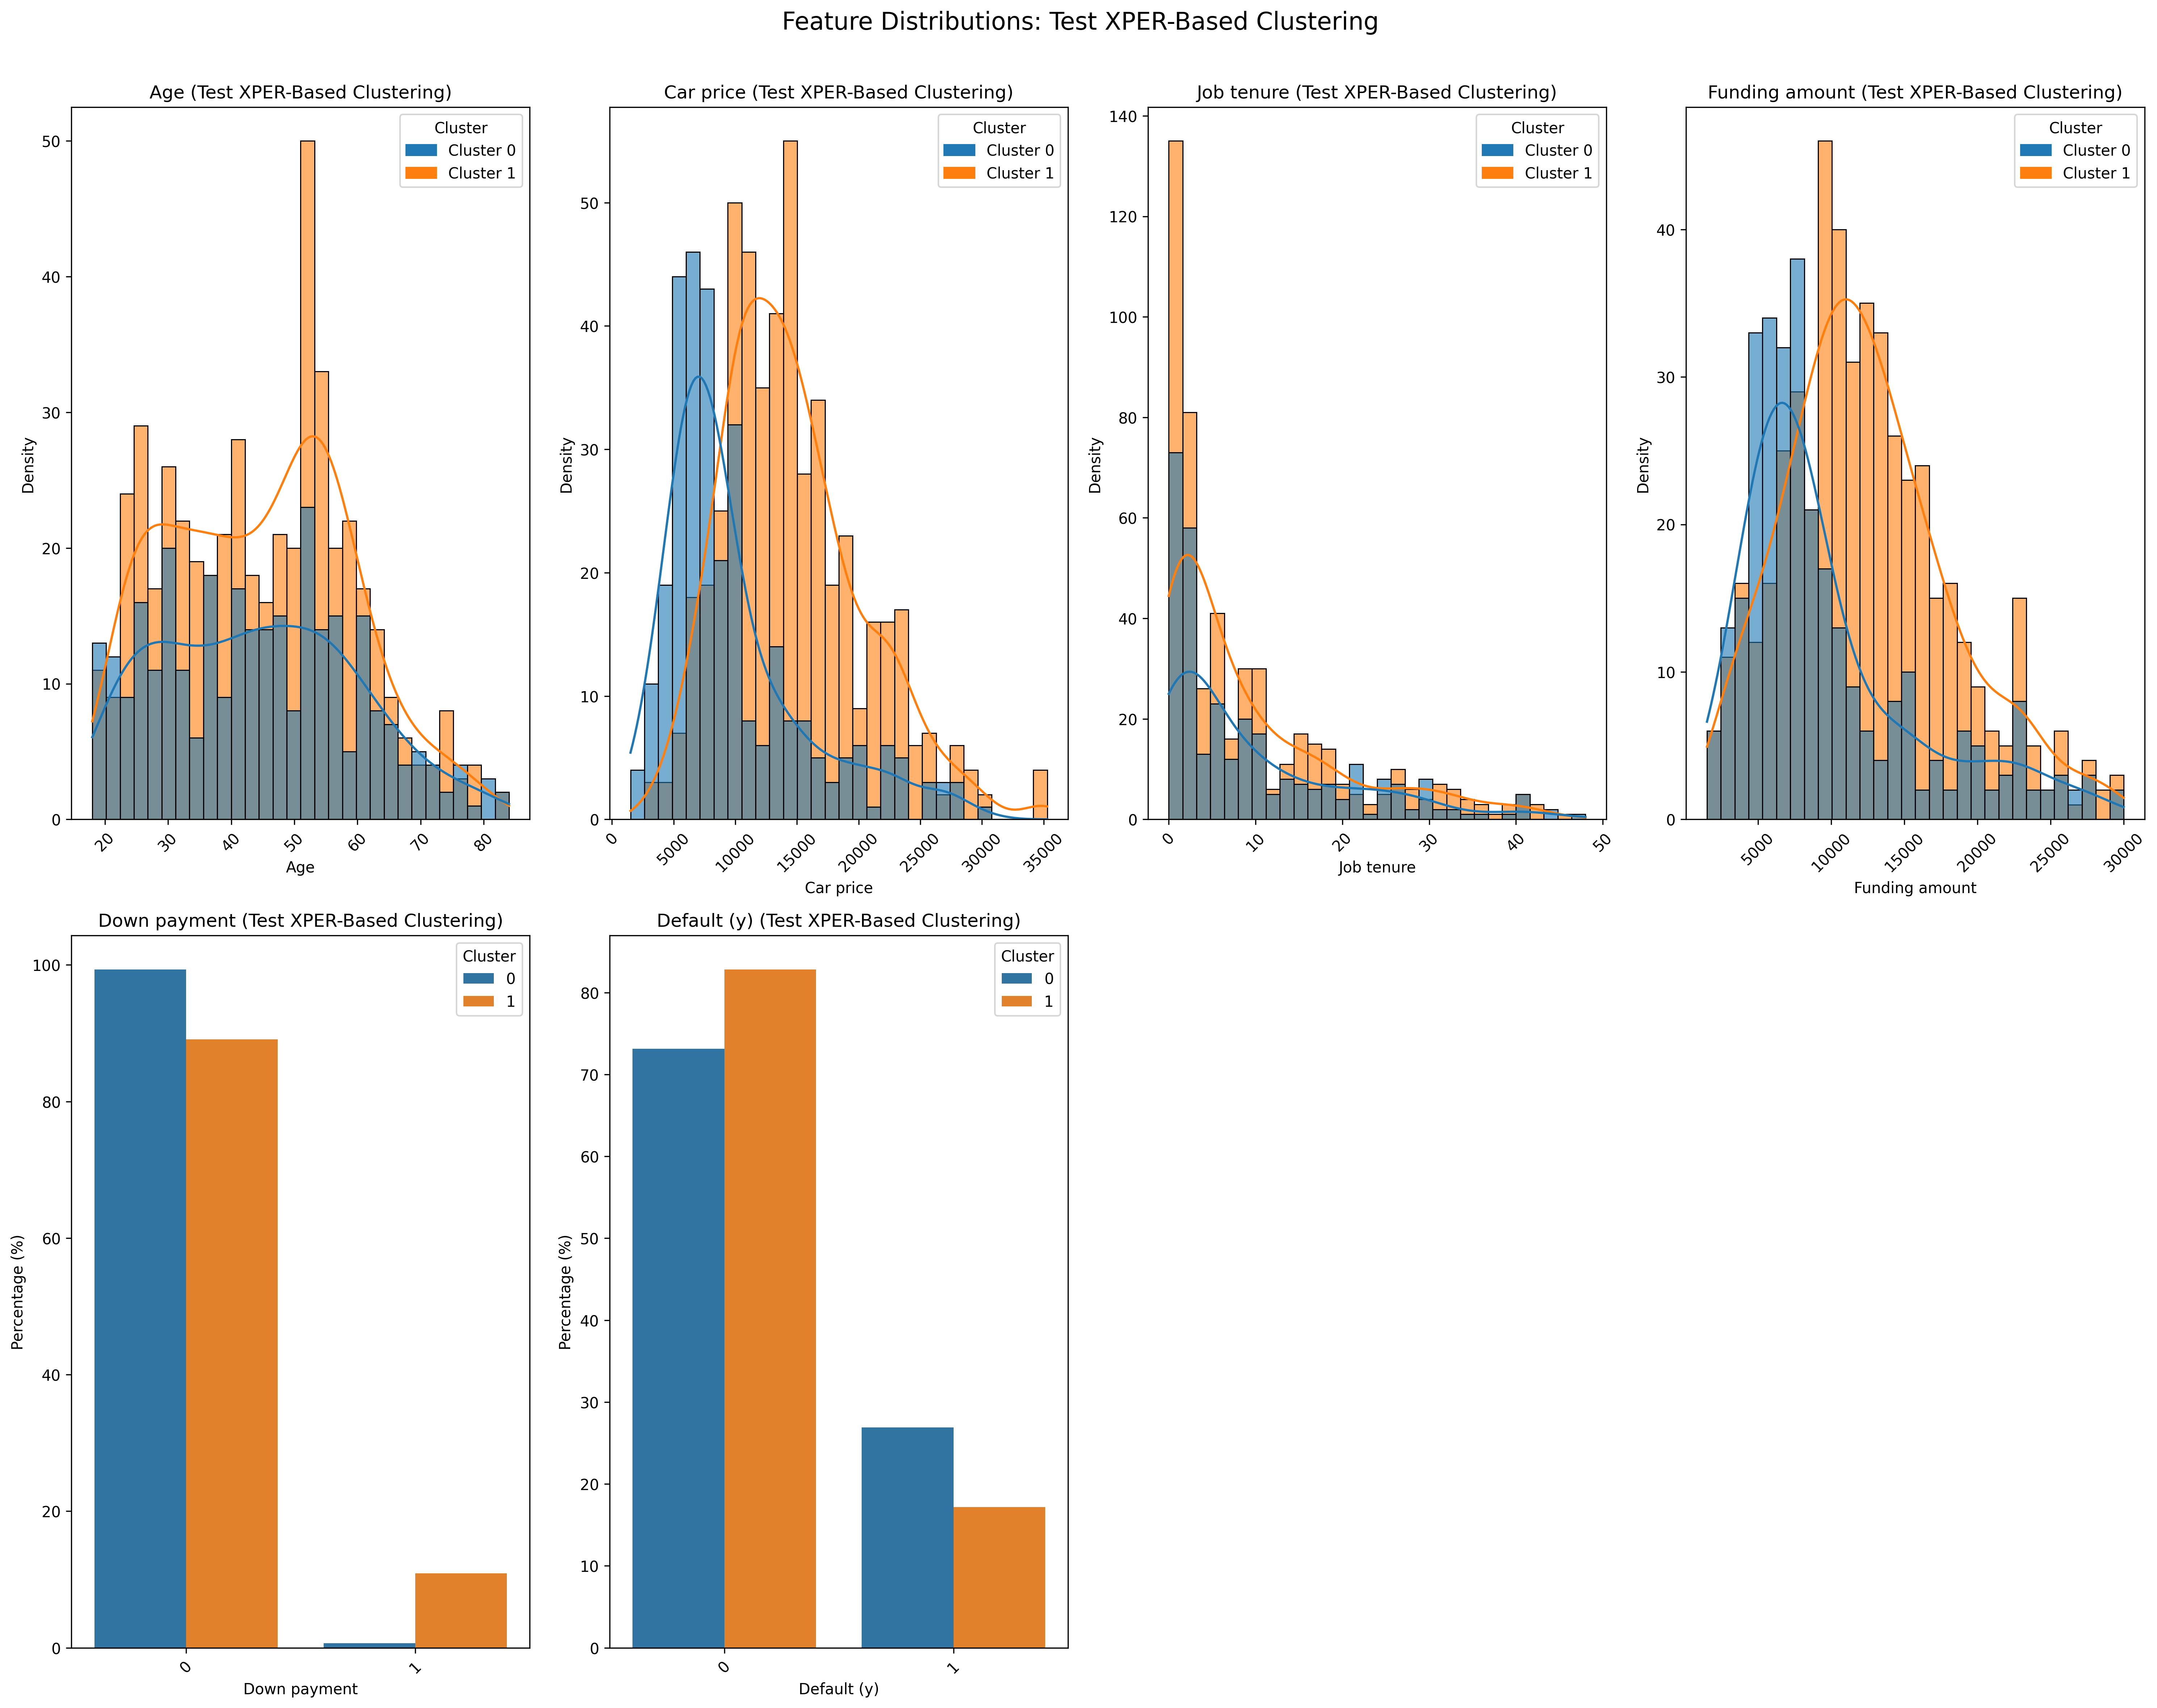 Feature Distributions: Test XPER-Based Clustering
Age (Test XPER-Based Clustering)
Density
50
40
30
20
10
0
Cluster
Cluster 0
Cluster 1
20 30 40 50 60 70 80
Age
Car price (Test XPER-Based Clustering)
Density
50
40
30
20
10
0
Cluster
Cluster 0
Cluster 1
0 5000 10000 15000 20000 25000 30000 35000
Car price
Job tenure (Test XPER-Based Clustering)
Density
140
120
100
80
60
40
20
0
Cluster
Cluster 0
Cluster 1
0 10 20 30 40 50
Job tenure
Funding amount (Test XPER-Based Clustering)
Density
40
30
20
10
0
Cluster
Cluster 0
Cluster 1
5000 10000 15000 20000 25000 30000
Funding amount
Down payment (Test XPER-Based Clustering)
Percentage (%)
100
80
60
40
20
0
Cluster
0
1
0 1
Down payment
Default (y) (Test XPER-Based Clustering)
Percentage (%)
80
70
60
50
40
30
20
10
0
Cluster
0
1
0 1
Default (y)